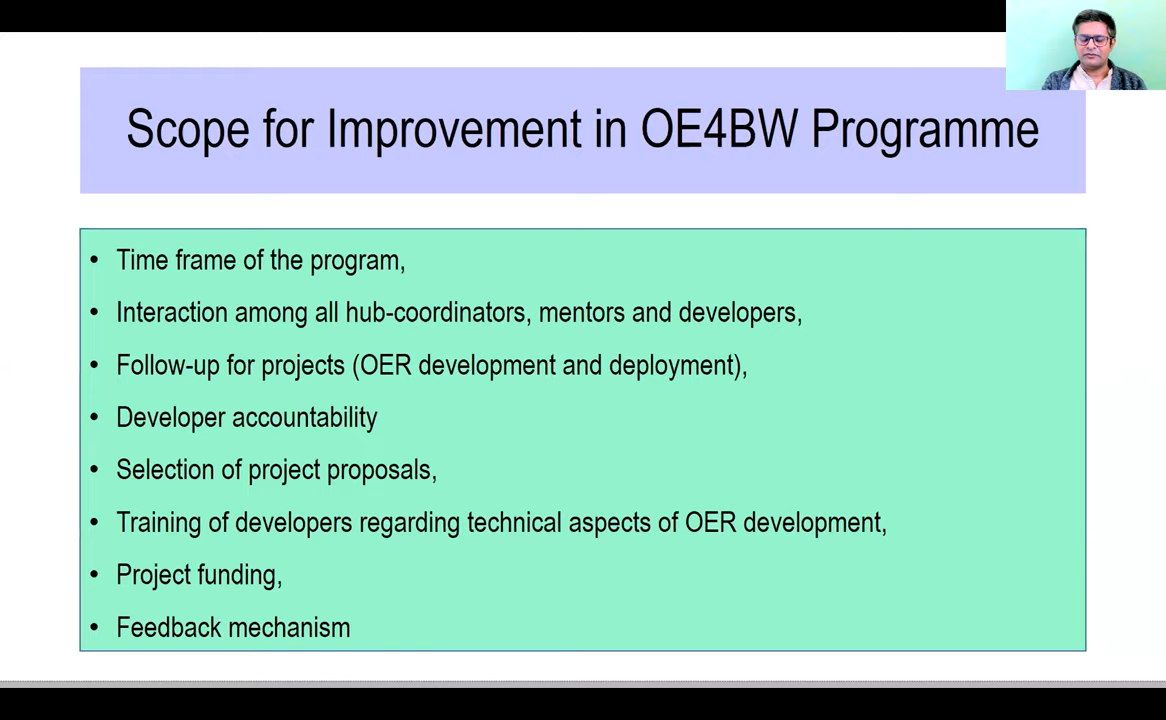 Scope for Improvement in OE4BW Programme
• Time frame of the program,
• Interaction among all hub-coordinators, mentors and developers,
• Follow-up for projects (OER development and deployment),
• Developer accountability
• Selection of project proposals,
• Training of developers regarding technical aspects of OER development,
• Project funding,
• Feedback mechanism